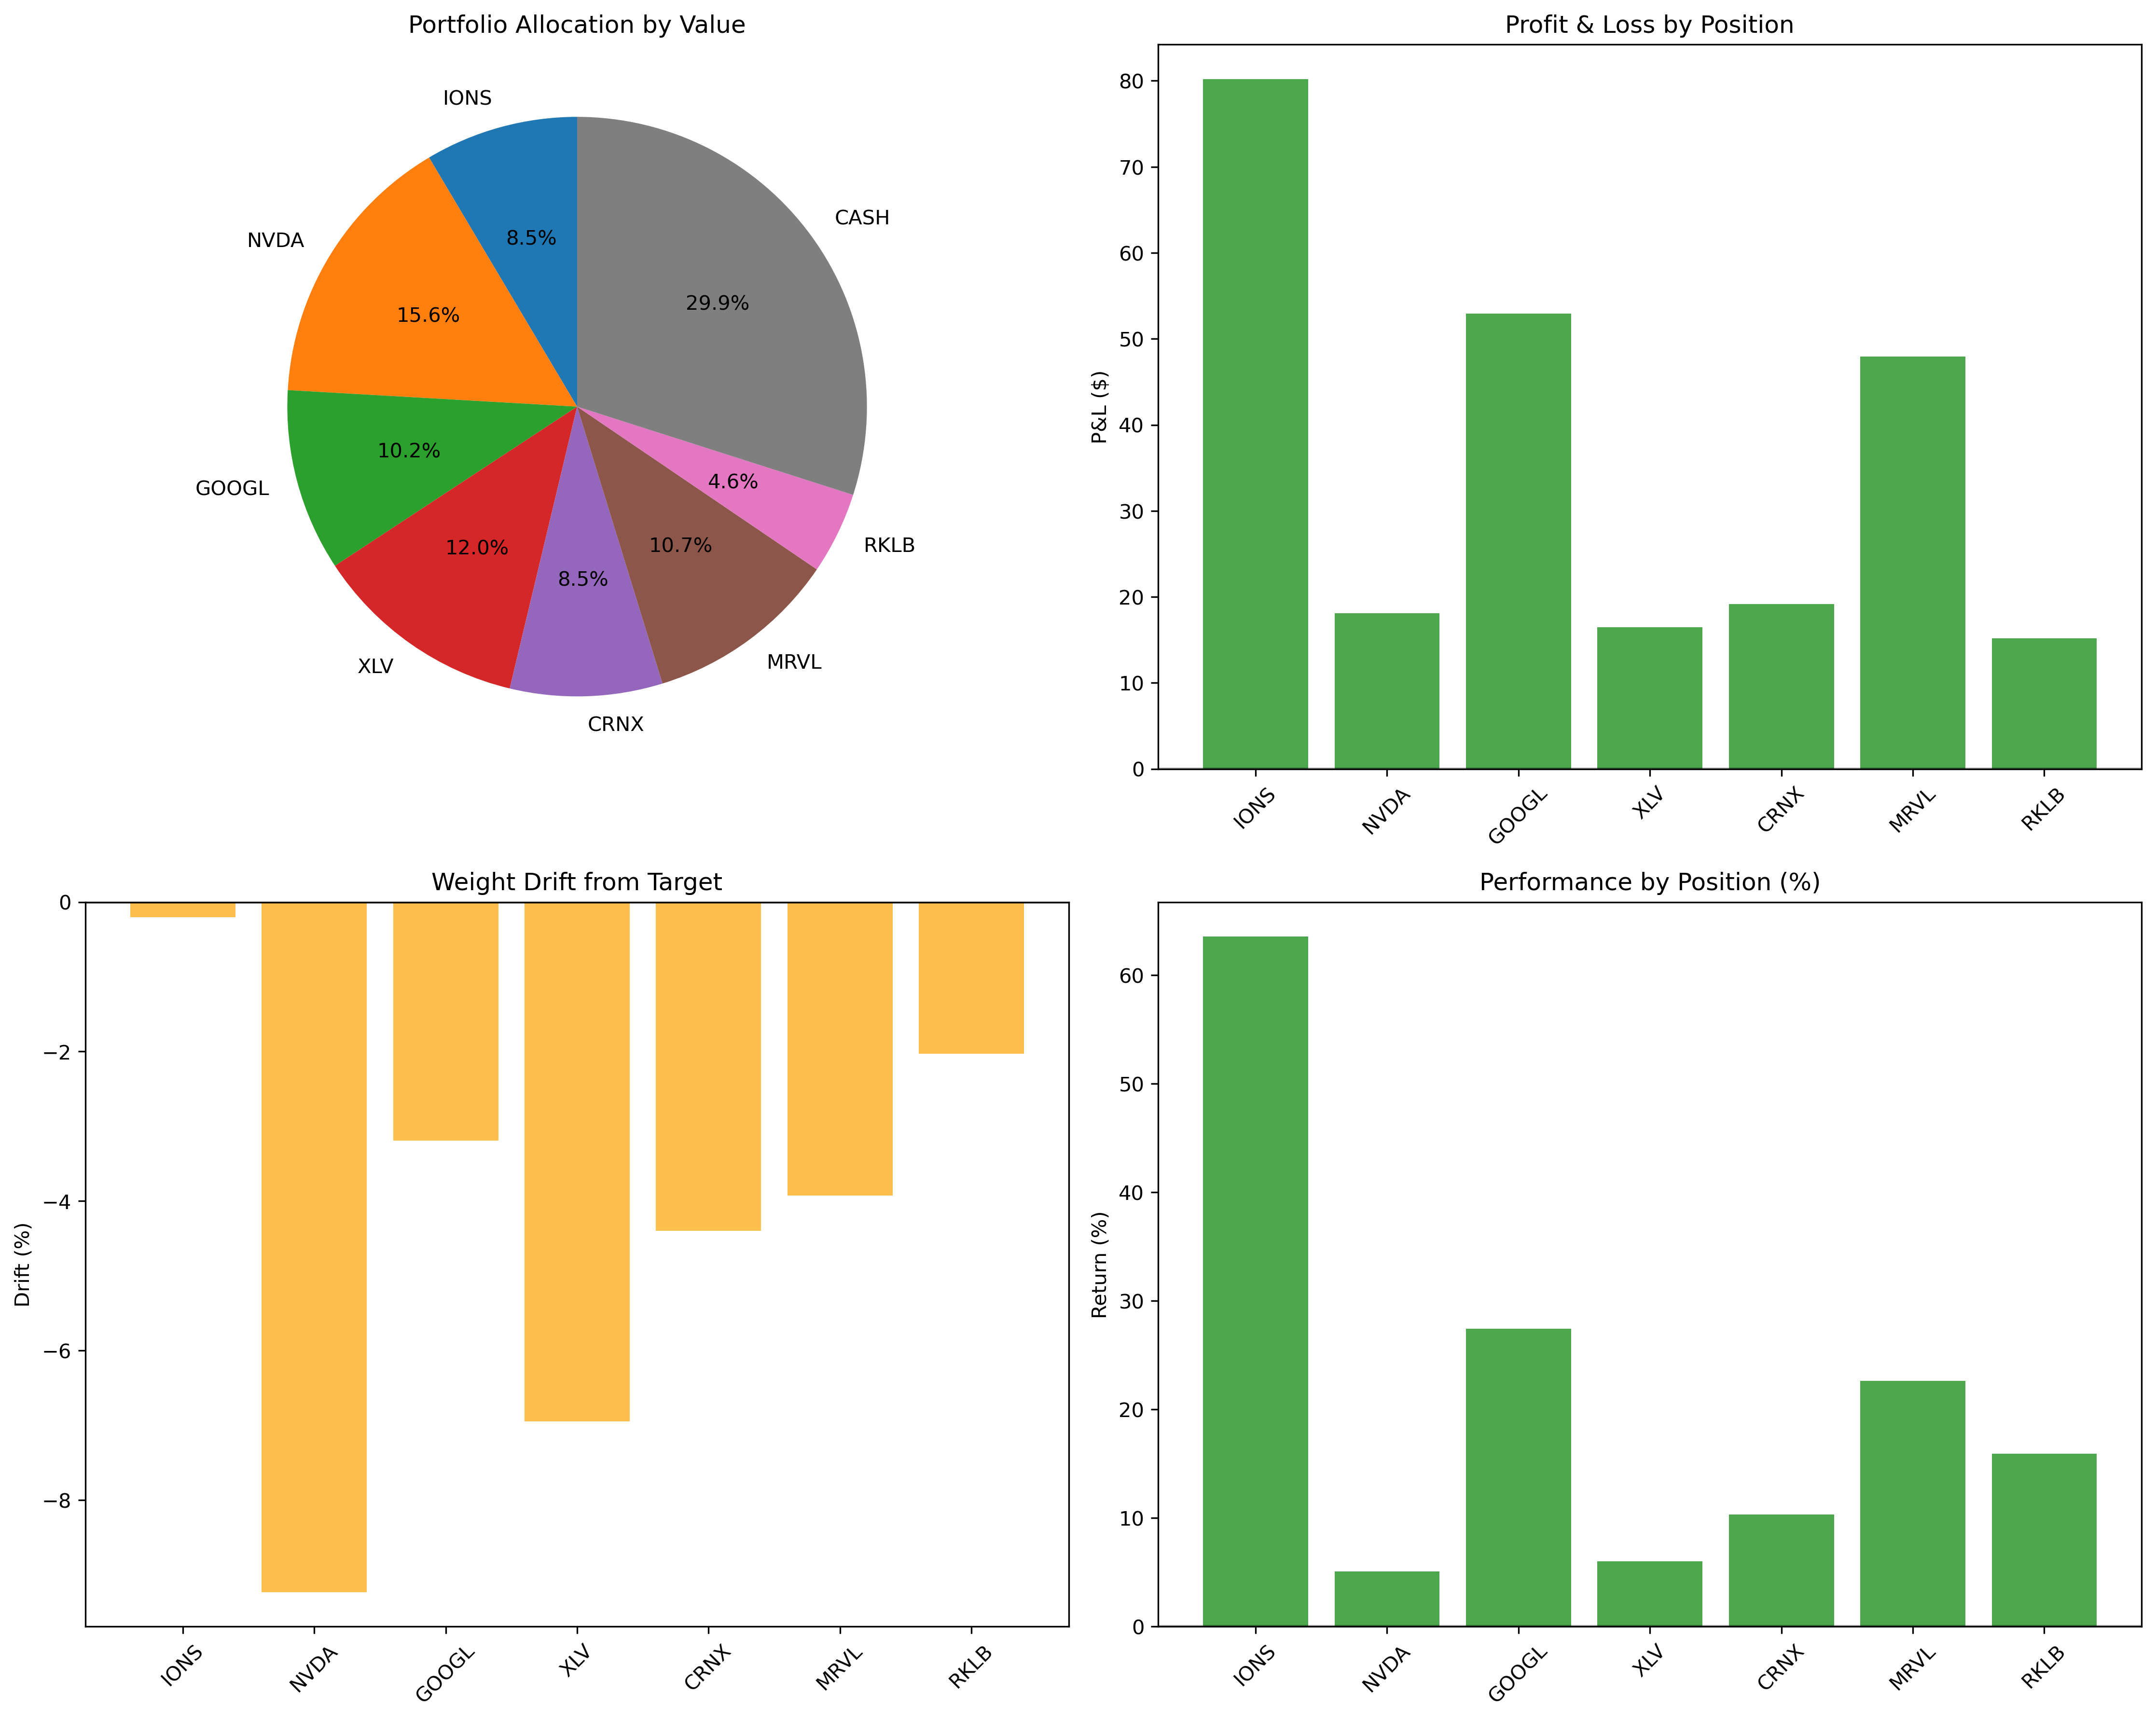 Portfolio Allocation by Value
IONS
NVDA
GOOGL
XLV
CRNX
MRVL
RKLB
CASH
8.5%
15.6%
10.2%
12.0%
8.5%
10.7%
4.6%
29.9%
Profit & Loss by Position
P&L ($)
80
70
60
50
40
30
20
10
0
IONS
NVDA
GOOGL
XLV
CRNX
MRVL
RKLB
Weight Drift from Target
Drift (%)
0
−2
−4
−6
−8
IONS
NVDA
GOOGL
XLV
CRNX
MRVL
RKLB
Performance by Position (%)
Return (%)
60
50
40
30
20
10
0
IONS
NVDA
GOOGL
XLV
CRNX
MRVL
RKLB